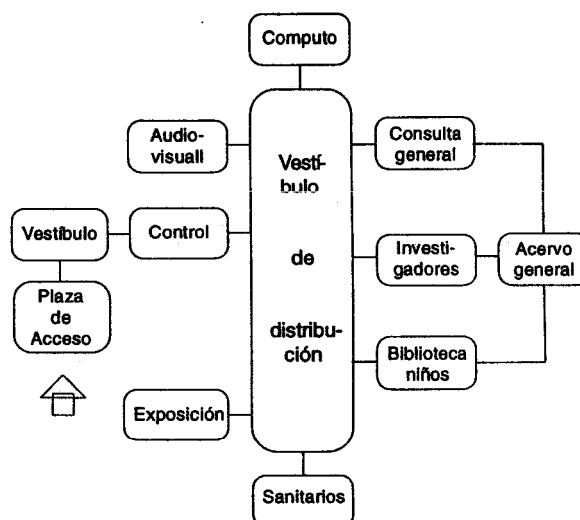 Computo
Audio-
visuall
Vestí-
bulo
de
distribu-
ción
Consulta
general
Vestíbulo
Control
Investi-
gadores
Acervo
general
Plaza
de
Acceso
Biblioteca
niños
Exposición
Sanitarios